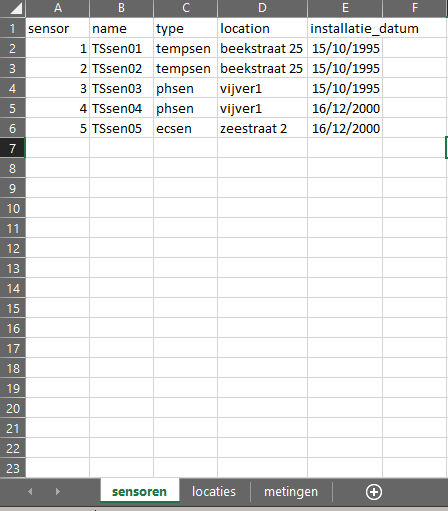 A B C D E F
1 sensor name type location installatie_datum
2 1 TSsen01 tempsen beekstraat 25 15/10/1995
3 2 TSsen02 tempsen beekstraat 25 15/10/1995
4 3 TSsen03 phsen vijver1 15/10/1995
5 4 TSsen04 phsen vijver1 16/12/2000
6 5 TSsen05 ecsen zeestraat 2 16/12/2000
7
8
9
10
11
12
13
14
15
16
17
18
19
20
21
22
23
sensoren locaties metingen